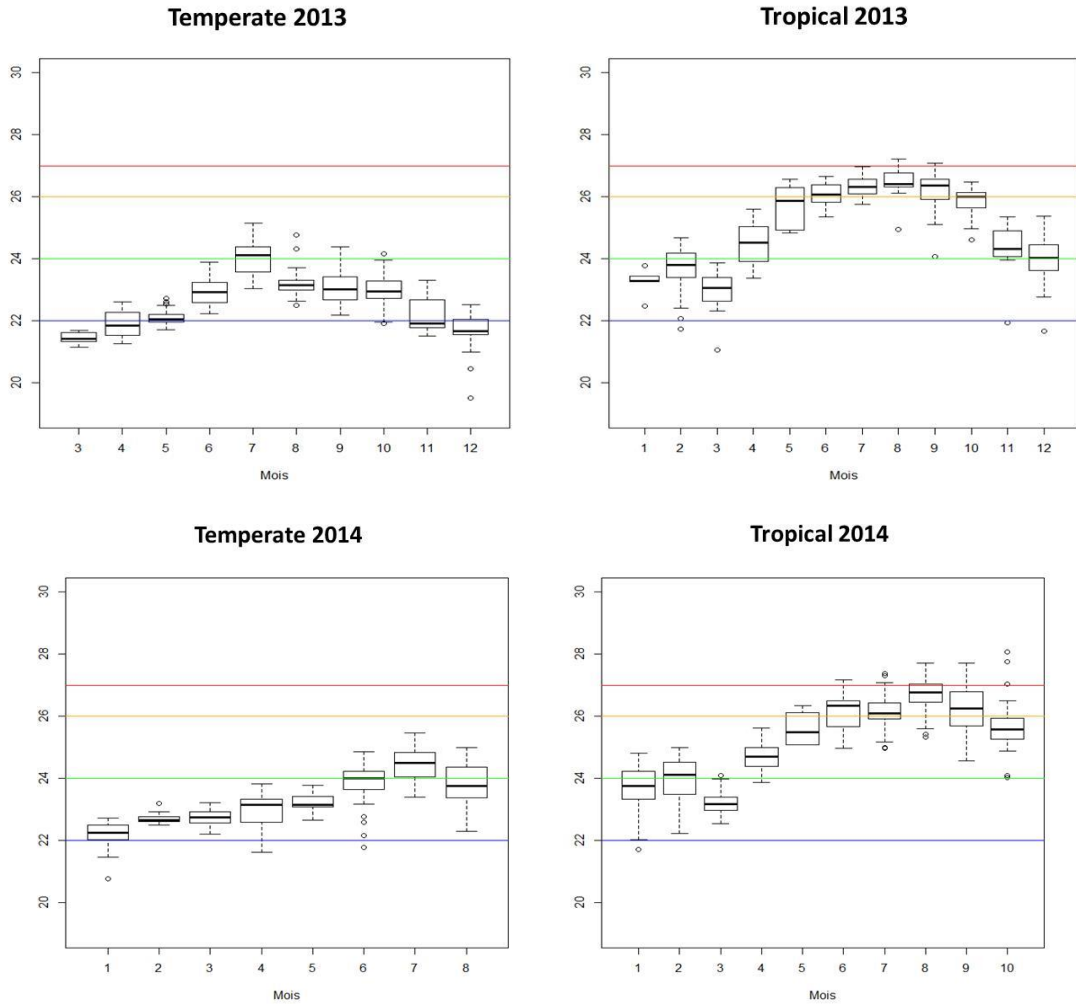 Temperate 2013
30
28
26
24
22
20
3 4 5 6 7 8 9 10 11 12
Mois
Tropical 2013
30
28
26
24
22
20
1 2 3 4 5 6 7 8 9 10 11 12
Mois
Temperate 2014
30
28
26
24
22
20
1 2 3 4 5 6 7 8
Mois
Tropical 2014
30
28
26
24
22
20
1 2 3 4 5 6 7 8 9 10
Mois